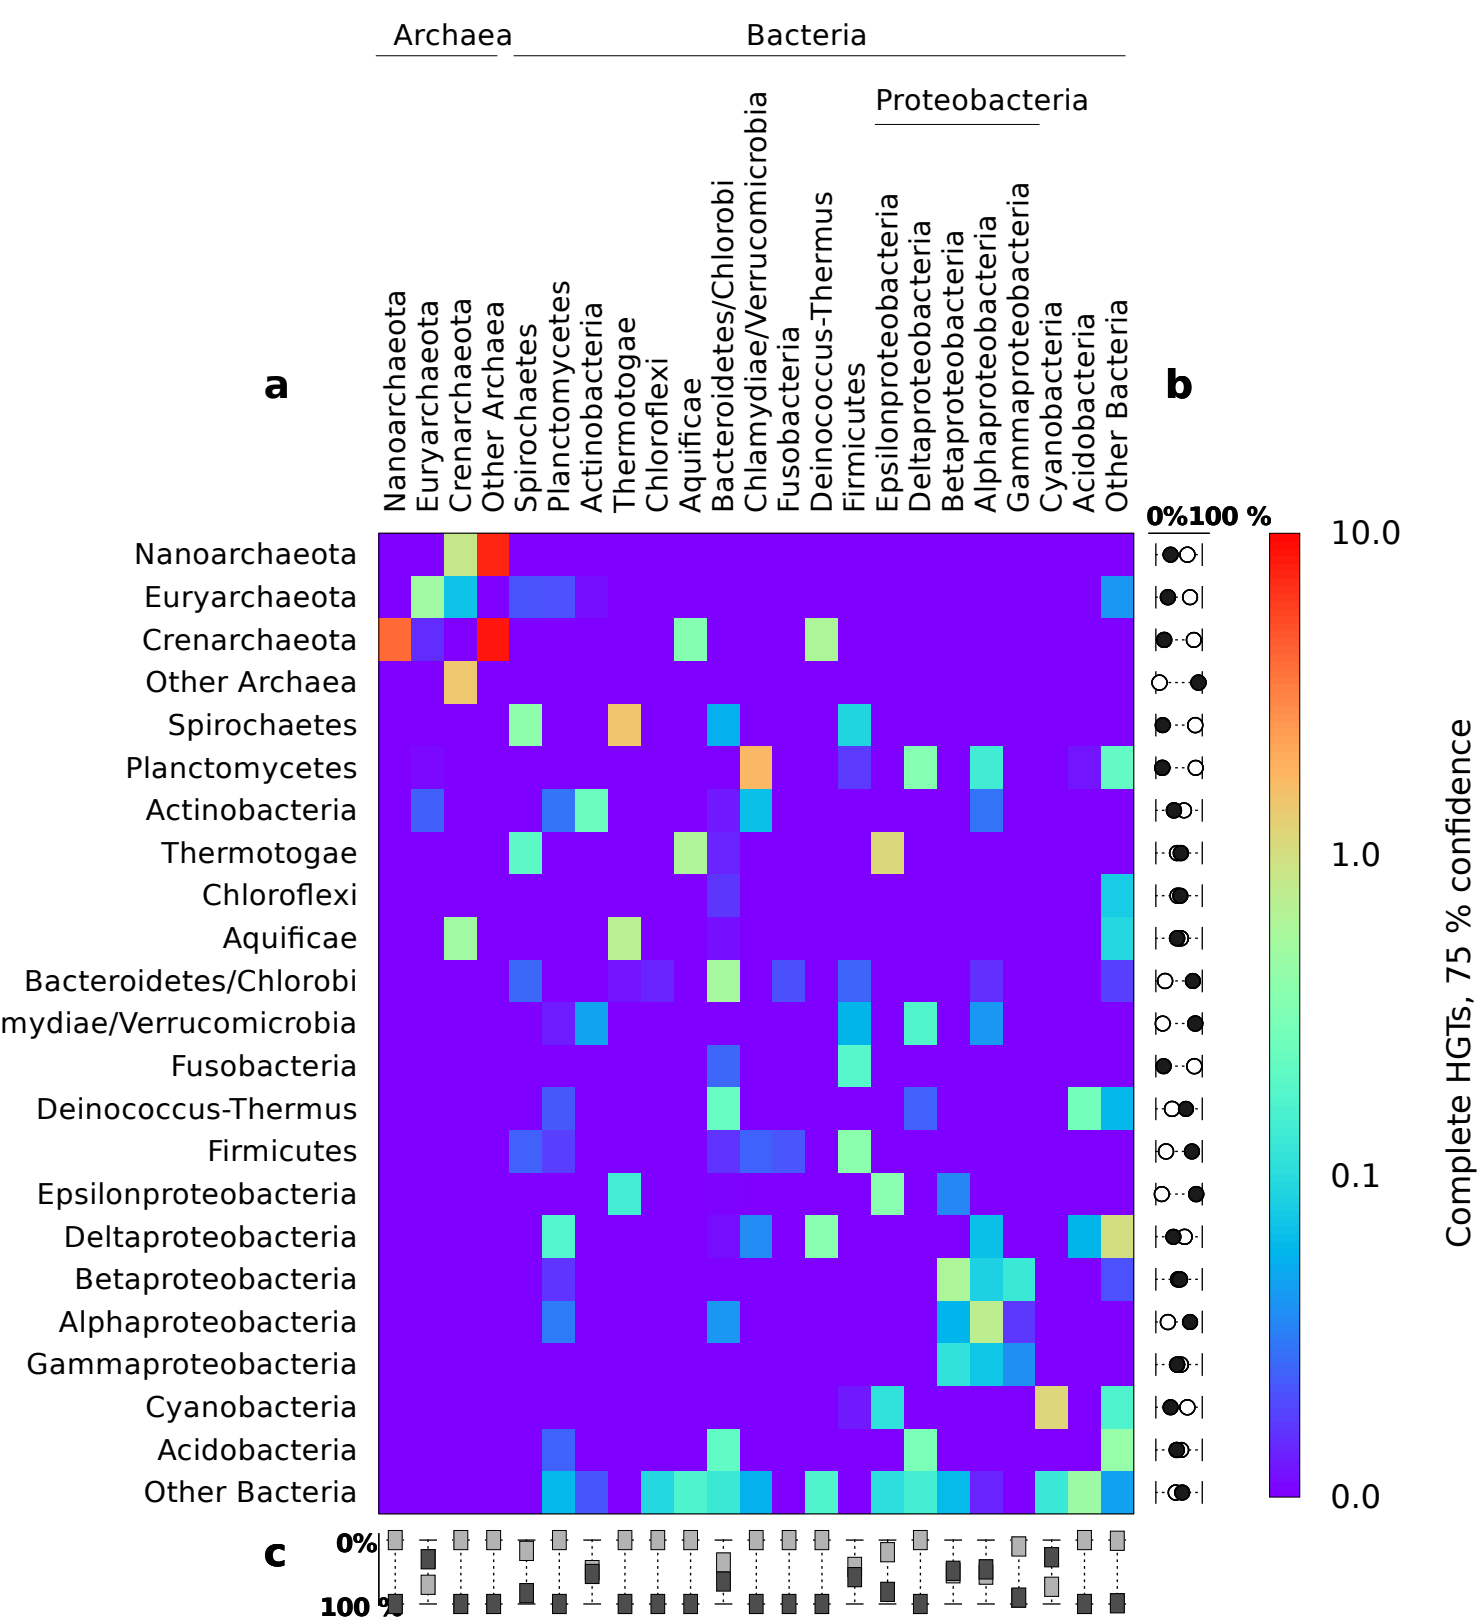 Archaea
Bacteria
Proteobacteria
Nanoarchaeota
Euryarchaeota
Crenarchaeota
Other Archaea
Spirochaetes
Planctomycetes
Actinobacteria
Thermotogae
Chloroflexi
Aquificae
Bacteroidetes/Chlorobi
Chlamydiae/Verrucomicrobia
Fusobacteria
Deinococcus-Thermus
Firmicutes
Epsilonproteobacteria
Deltaproteobacteria
Betaproteobacteria
Alphaproteobacteria
Gammaproteobacteria
Cyanobacteria
Acidobacteria
Other Bacteria
a
b
0%100 %
Nanoarchaeota
Euryarchaeota
Crenarchaeota
Other Archaea
Spirochaetes
Planctomycetes
Actinobacteria
Thermotogae
Chloroflexi
Aquificae
Bacteroidetes/Chlorobi
mydiae/Verrucomicrobia
Fusobacteria
Deinococcus-Thermus
Firmicutes
Epsilonproteobacteria
Deltaproteobacteria
Betaproteobacteria
Alphaproteobacteria
Gammaproteobacteria
Cyanobacteria
Acidobacteria
Other Bacteria
10.0
1.0
0.1
0.0
Complete HGTs, 75 % confidence
c
0%
100 %